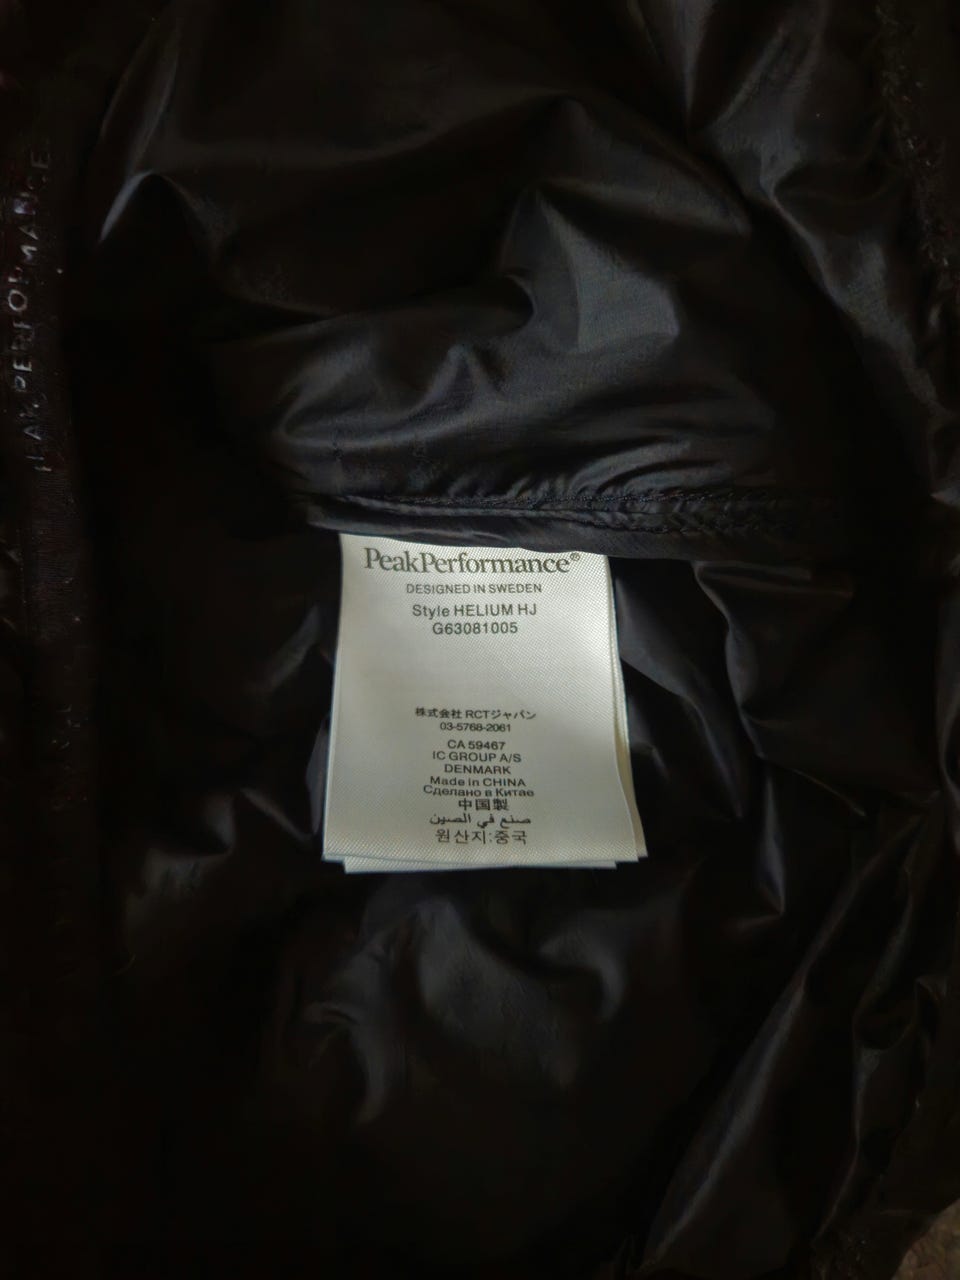 PEAK PERFORMANCE
PeakPerformance®
DESIGNED IN SWEDEN
Style HELIUM HJ
G63081005
株式会社 RCTジャパン
03-5768-2061
CA 59467
IC GROUP A/S
DENMARK
Made in CHINA
Сделано в Китае
中国製
صنع في الصين
원산지:중국